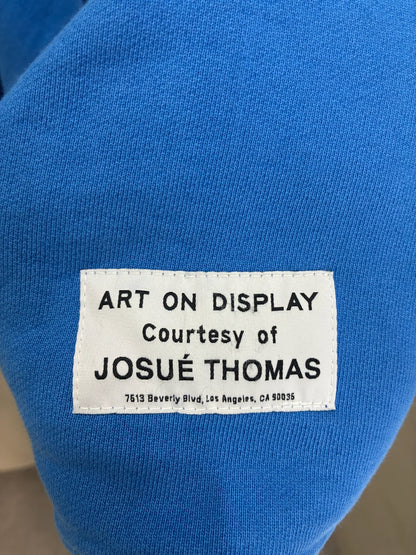 ART ON DISPLAY
Courtesy of
JOSUÉ THOMAS
7613 Beverly Blvd, Los Angeles, CA 90036